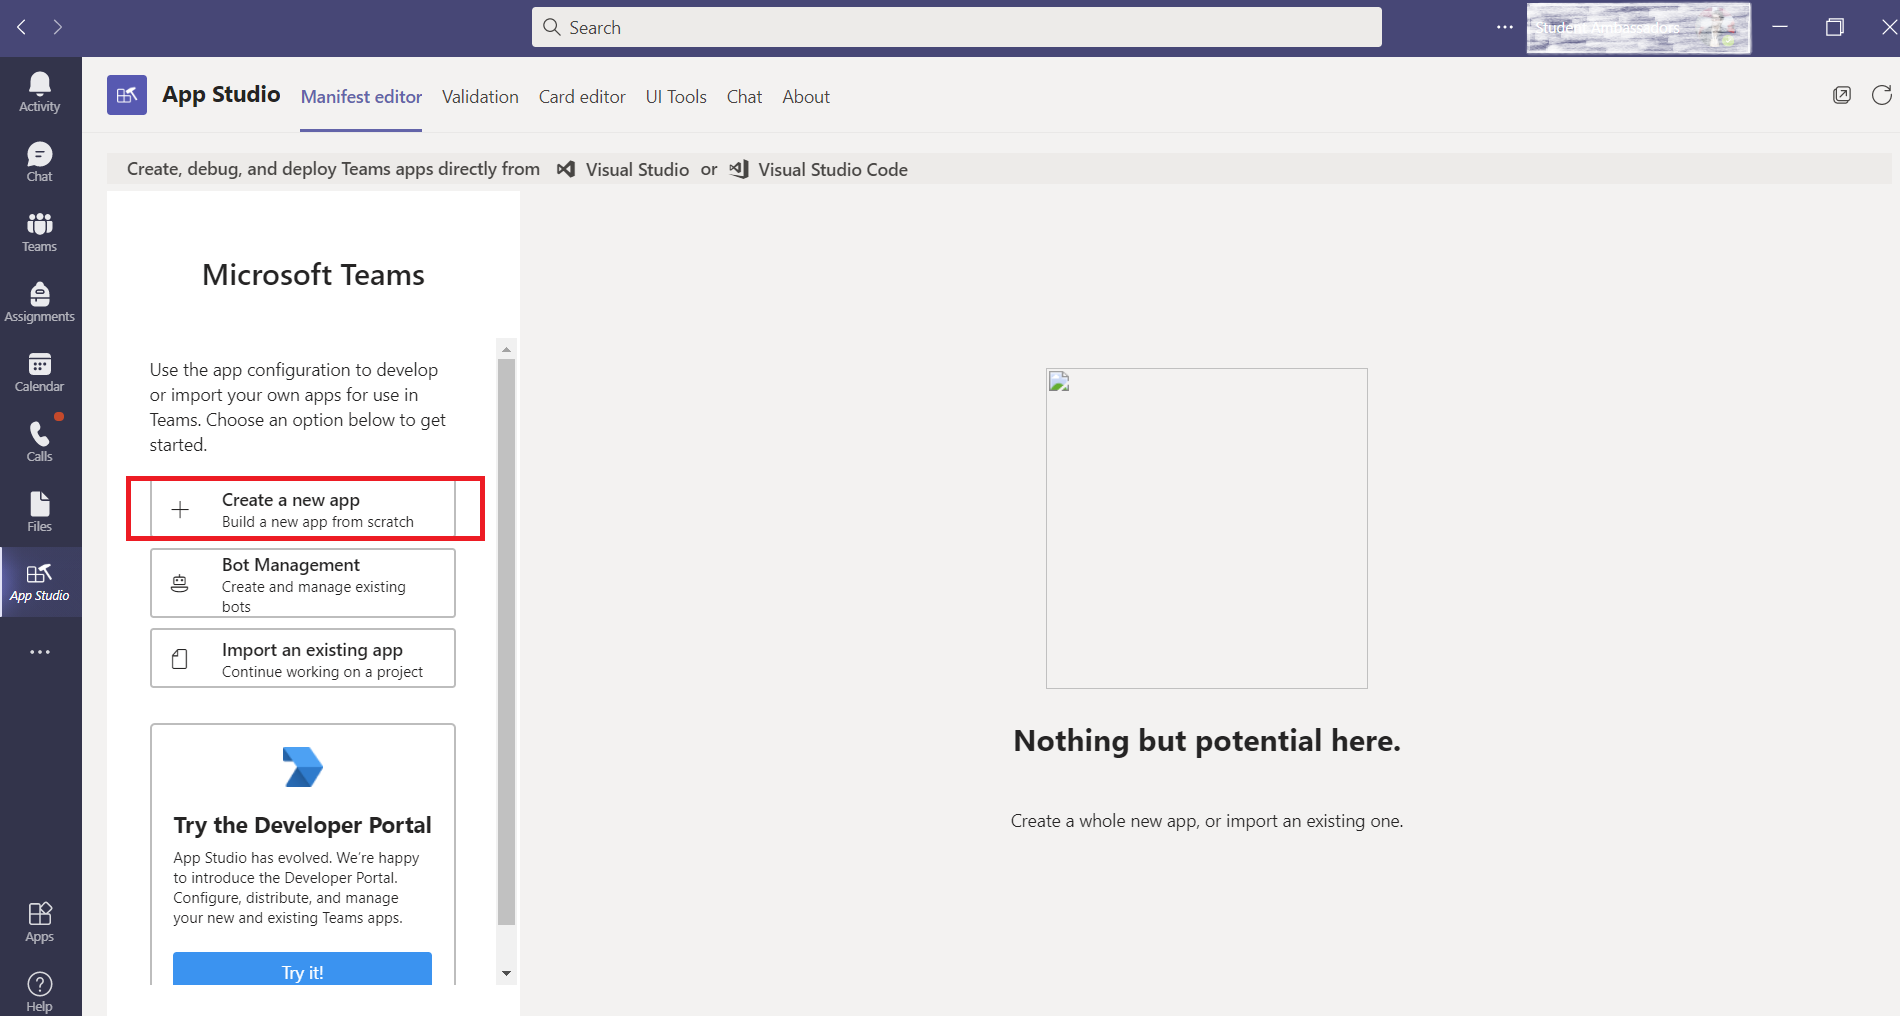 Search
Student Ambassadors
Activity
Chat
Teams
Assignments
Calendar
Calls
Files
App Studio
Apps
Help
App Studio
Manifest editor
Validation
Card editor
UI Tools
Chat
About
Create, debug, and deploy Teams apps directly from Visual Studio or Visual Studio Code
Microsoft Teams
Use the app configuration to develop
or import your own apps for use in
Teams. Choose an option below to get
started.
Create a new app
Build a new app from scratch
Bot Management
Create and manage existing
bots
Import an existing app
Continue working on a project
Try the Developer Portal
App Studio has evolved. We're happy
to introduce the Developer Portal.
Configure, distribute, and manage
your new and existing Teams apps.
Try it!
Nothing but potential here.
Create a whole new app, or import an existing one.